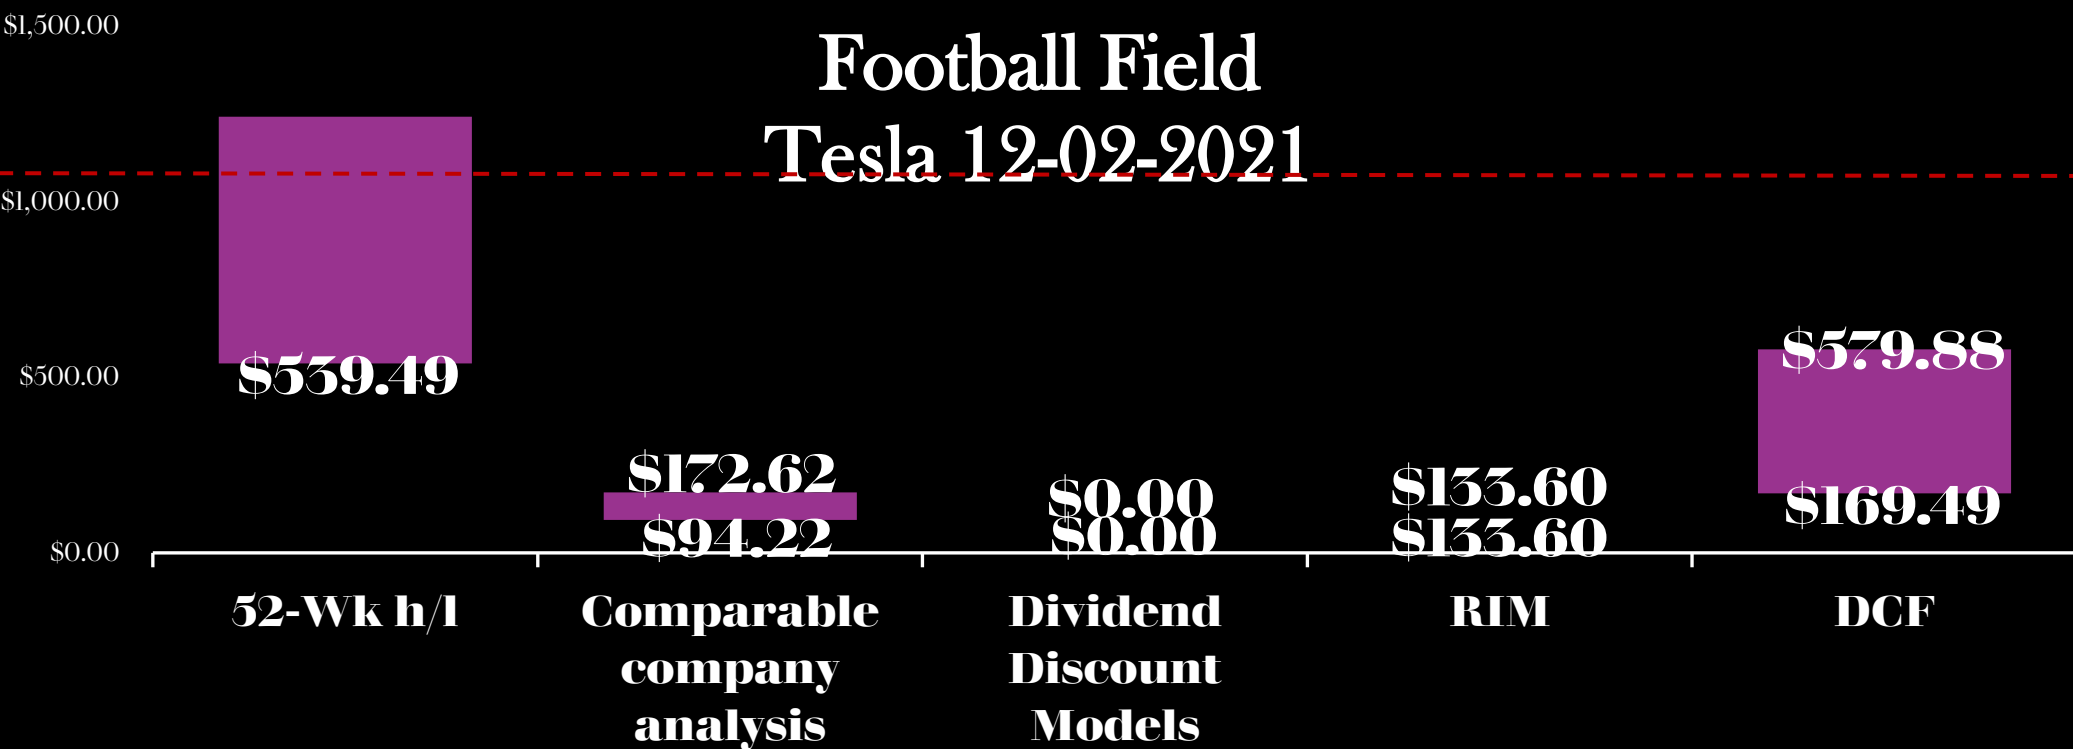 $1,500.00
Football Field
Tesla 12-02-2021
$1,000.00
$500.00
$539.49
$579.88
$172.62
$0.00
$133.60
$169.49
$94.22
$0.00
$133.60
$0.00
52-Wk h/l
Comparable
company
analysis
Dividend
Discount
Models
RIM
DCF